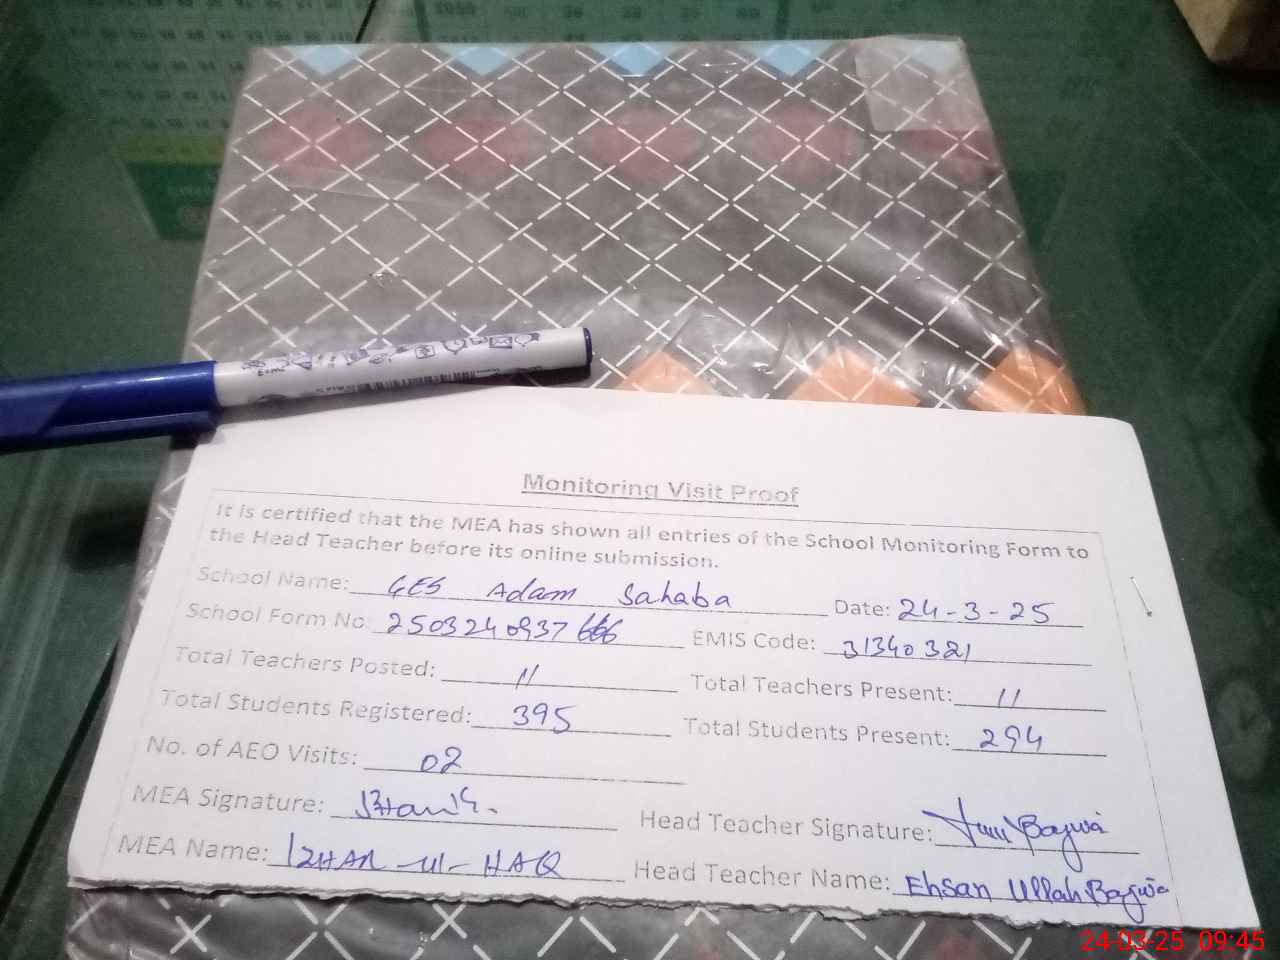 Monitoring Visit Proof
It is certified that the MEA has shown all entries of the School Monitoring Form to
the Head Teacher before its online submission.
School Name: GES Adam Sahaba Date: 24-3-25
School Form No. 2503240937666 EMIS Code: 31340321
Total Teachers Posted: 11 Total Teachers Present: 11
Total Students Registered: 395 Total Students Present: 294
No. of AEO Visits: 02
MEA Signature: Head Teacher Signature: Bajwa
MEA Name: IZHAR-ul-HAQ Head Teacher Name: Ehsan Ullah Bajwa
24-03-25 09:45